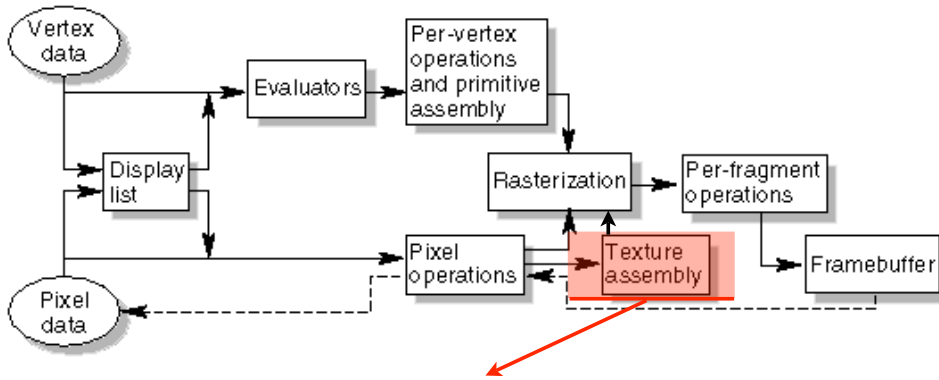 Vertex
data
Evaluators
Per-vertex
operations
and primitive
assembly
Display
list
Rasterization
Per-fragment
operations
Pixel
operations
Texture
assembly
Framebuffer
Pixel
data